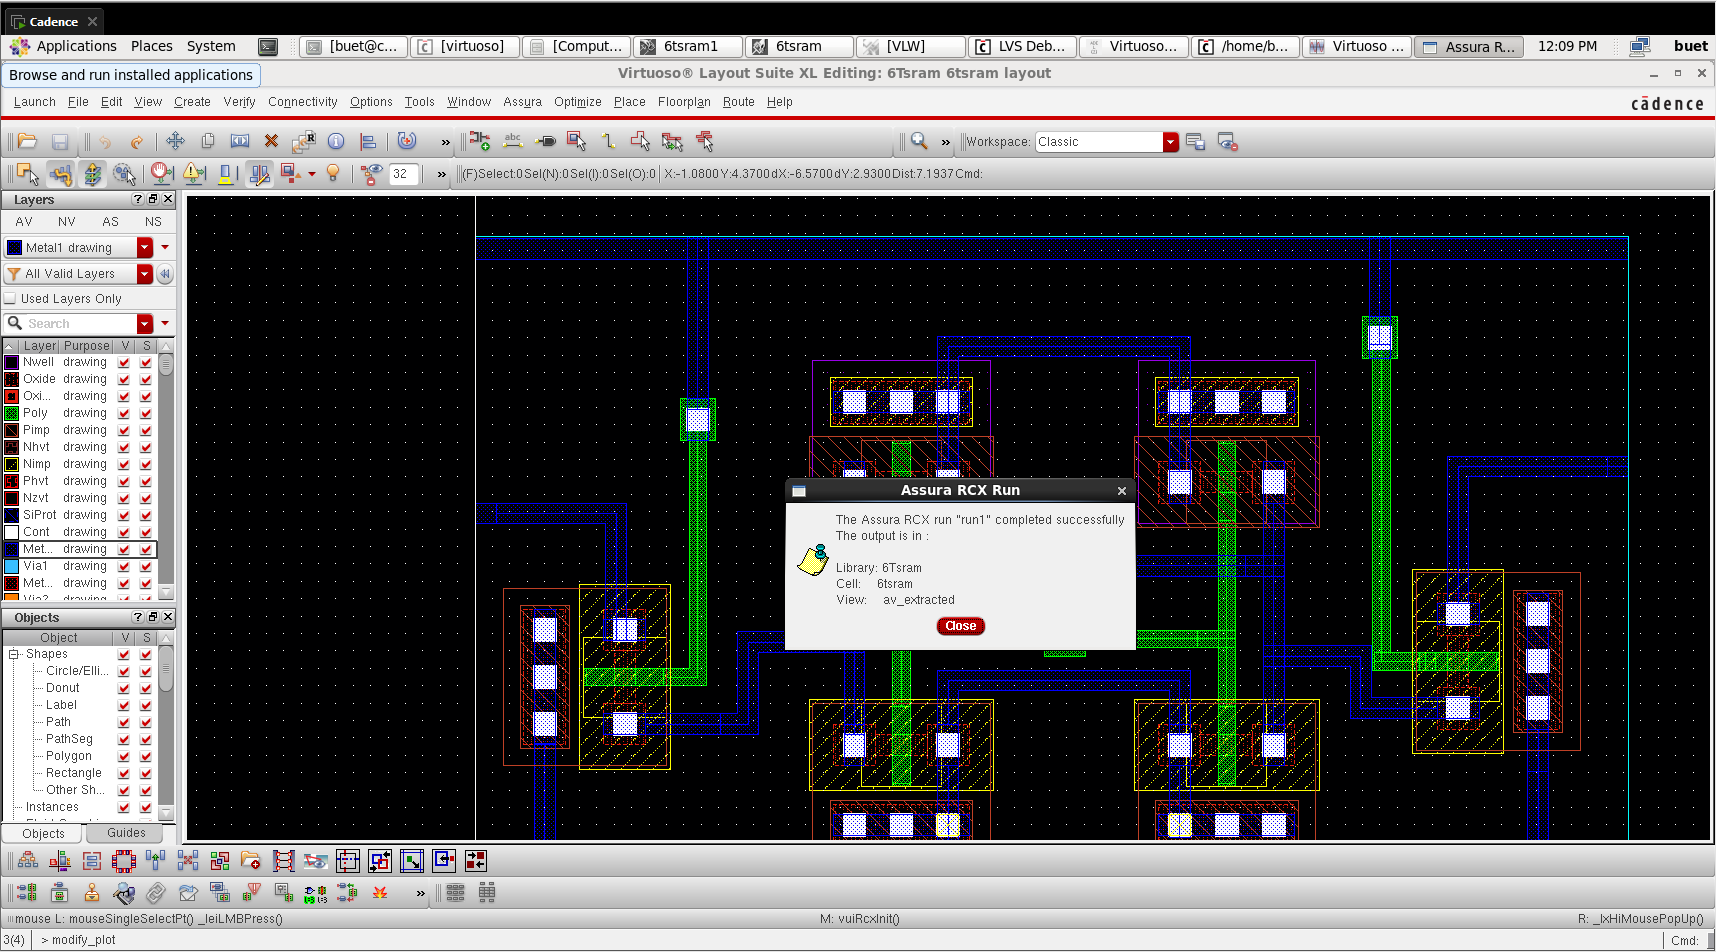 Cadence
Applications Places System [buet@c... [virtuoso] [Comput... 6tsram1 6tsram [VLW] LVS Deb... Virtuoso... /home/b... Virtuoso ... Assura R... 12:09 PM buet
Browse and run installed applications
Virtuoso® Layout Suite XL Editing: 6Tsram 6tsram layout
Launch File Edit View Create Verify Connectivity Options Tools Window Assura Optimize Place Floorplan Route Help
cādence
abc
Workspace: Classic
32
(F)Select:0 Sel(N):0 Sel(I):0 Sel(O):0 X:-1.0800 Y:4.3700 dX:-6.5700 dY:2.9300 Dist:7.1937 Cmd:
Layers
AV NV AS NS
Metal1 drawing
All Valid Layers
Used Layers Only
Search
Layer Purpose V S
Nwell drawing
Oxide drawing
Oxi... drawing
Poly drawing
Pimp drawing
Nhvt drawing
Nimp drawing
Phvt drawing
Nzvt drawing
SiProt drawing
Cont drawing
Met... drawing
Via1 drawing
Met... drawing
Via2 drawing
Objects
Object V S
Shapes
Circle/Elli...
Donut
Label
Path
PathSeg
Polygon
Rectangle
Other Sh...
Instances
Objects Guides
Assura RCX Run
The Assura RCX run "run1" completed successfully
The output is in :
Library: 6Tsram
Cell: 6tsram
View: av_extracted
Close
mouse L: mouseSingleSelectPt() _leiLMBPress()
M: vuiRcxInit()
R: _lxHiMousePopUp()
3(4) > modify_plot
Cmd: